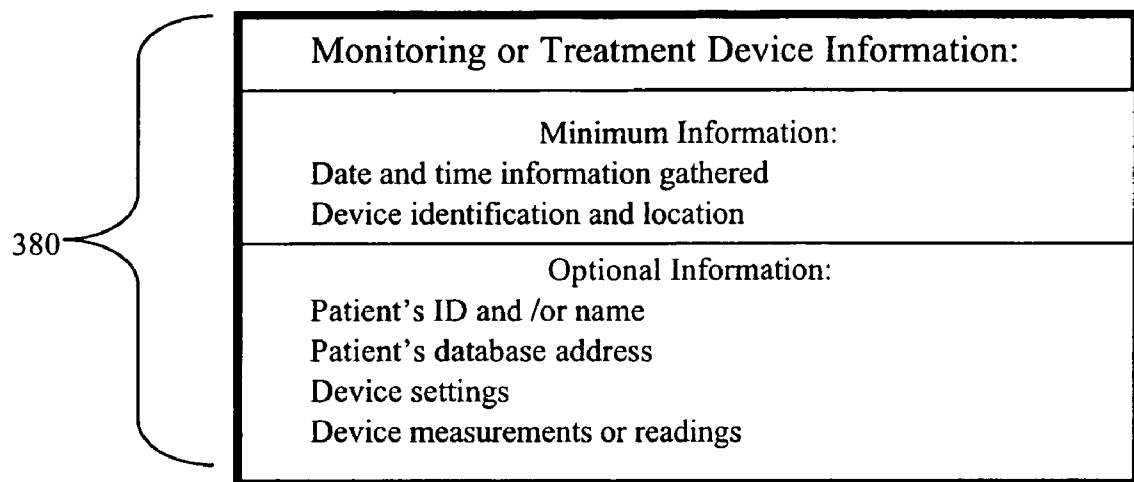 Monitoring or Treatment Device Information:
Minimum Information:
Date and time information gathered
Device identification and location
380
Optional Information:
Patient's ID and /or name
Patient's database address
Device settings
Device measurements or readings